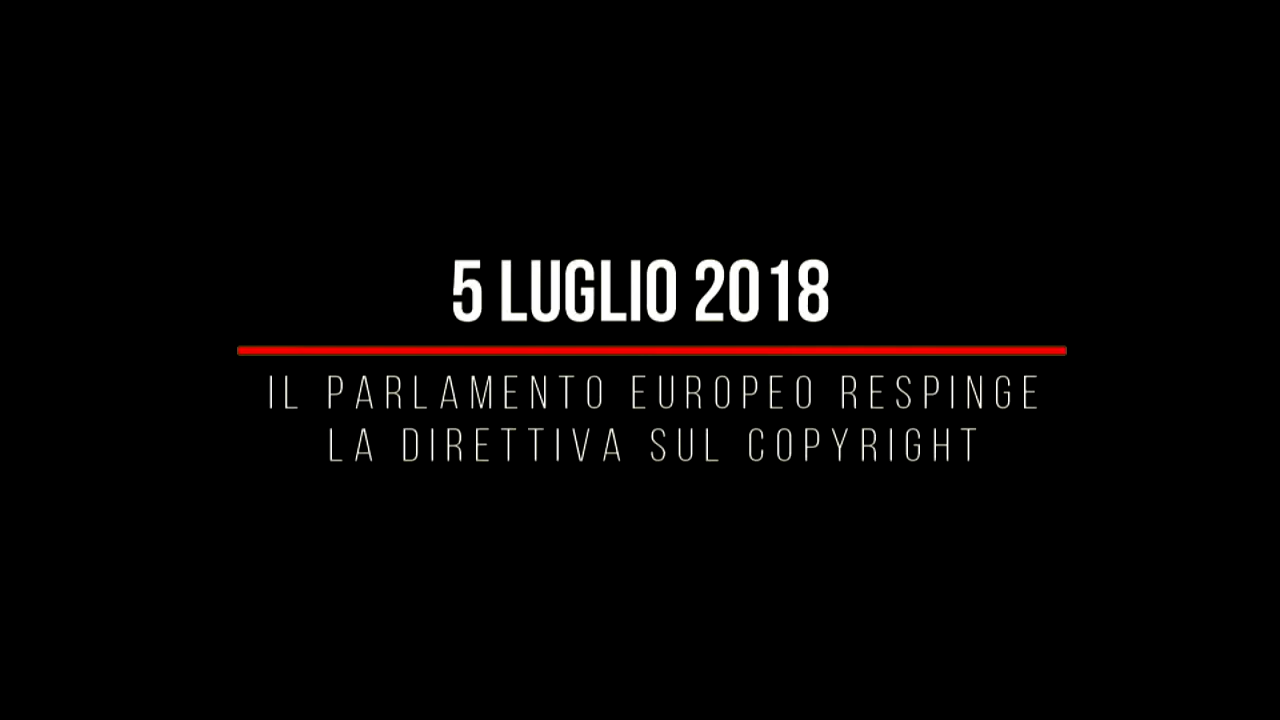 5 LUGLIO 2018
IL PARLAMENTO EUROPEO RESPINGE
LA DIRETTIVA SUL COPYRIGHT